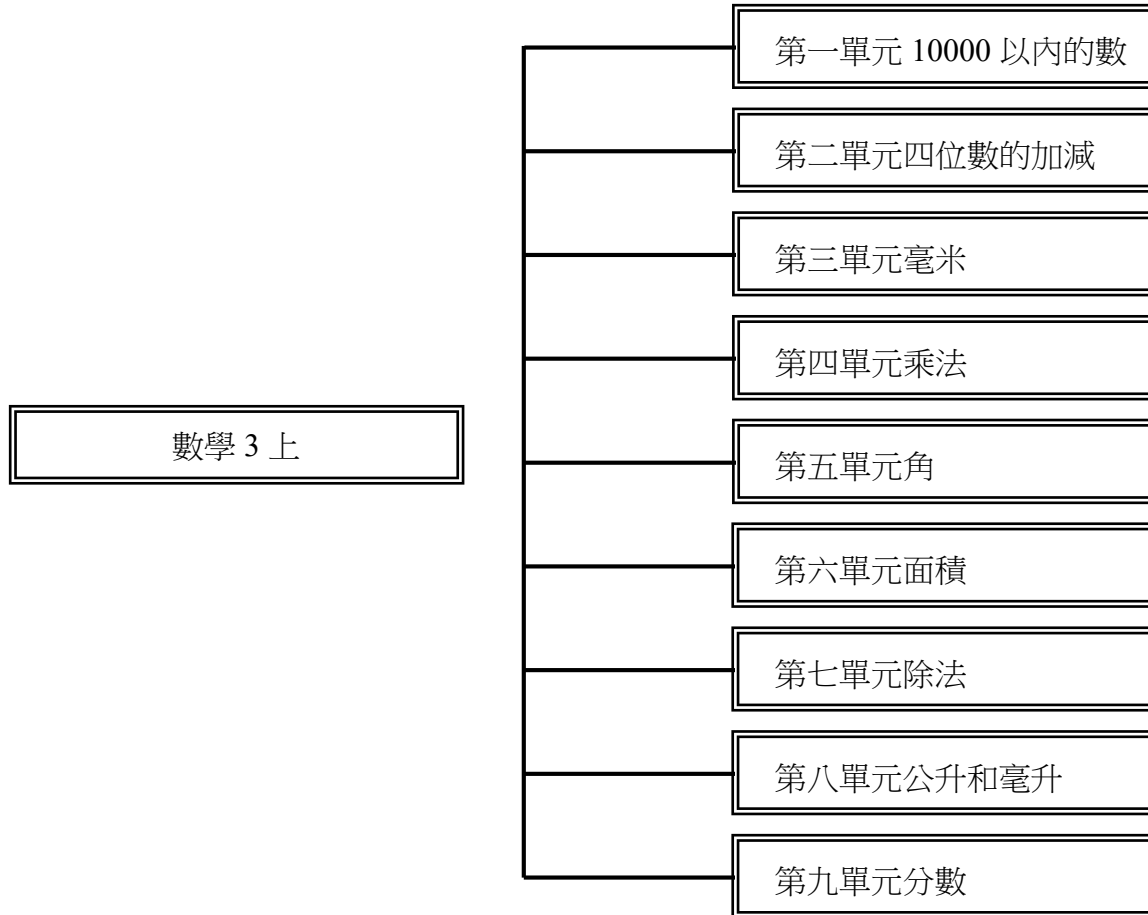 數學 3 上
第一單元 10000 以內的數
第二單元四位數的加減
第三單元毫米
第四單元乘法
第五單元角
第六單元面積
第七單元除法
第八單元公升和毫升
第九單元分數